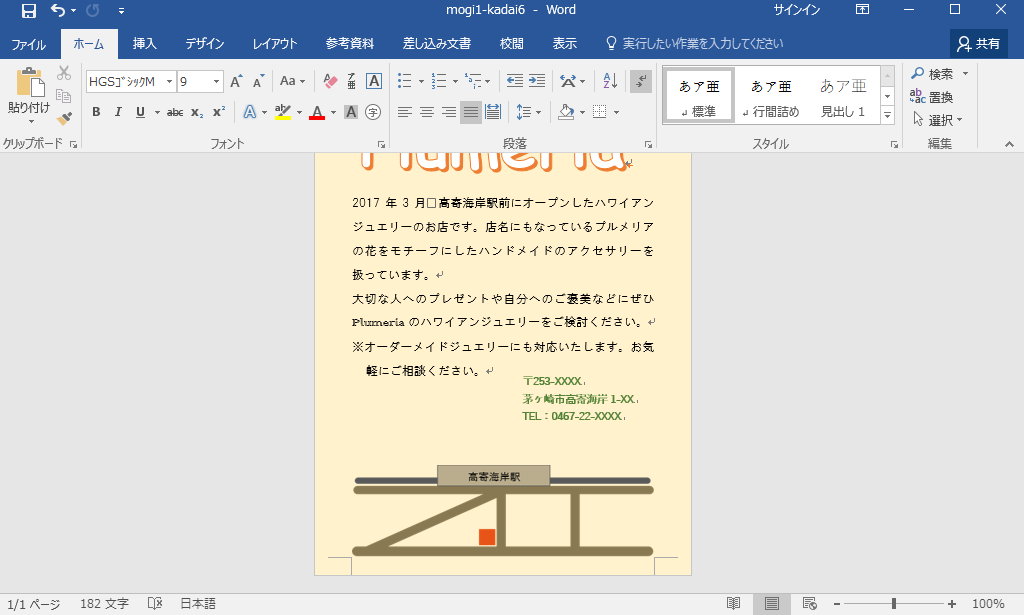 mogi1-kadai6 - Word
サインイン
ファイル ホーム 挿入 デザイン レイアウト 参考資料 差し込み文書 校閲 表示 実行したい作業を入力してください 共有
貼り付け
HGSｺﾞｼｯｸM 9
A A Aa 亜 A
B I U abc x₂ x² A aby A A 字
あア亜 あア亜 あア亜
↲ 標準 ↲ 行間詰め 見出し 1
検索
置換
選択
クリップボード フォント 段落 スタイル 編集
Plumeria
2017 年 3 月□高寄海岸駅前にオープンしたハワイアン
ジュエリーのお店です。店名にもなっているプルメリア
の花をモチーフにしたハンドメイドのアクセサリーを
扱っています。
大切な人へのプレゼントや自分へのご褒美などにぜひ
Plumeria のハワイアンジュエリーをご検討ください。
※オーダーメイドジュエリーにも対応いたします。お気
軽にご相談ください。
〒253-XXXX
茅ヶ崎市高寄海岸 1-XX
TEL：0467-22-XXXX
高寄海岸駅
1/1 ページ 182 文字 日本語 100%